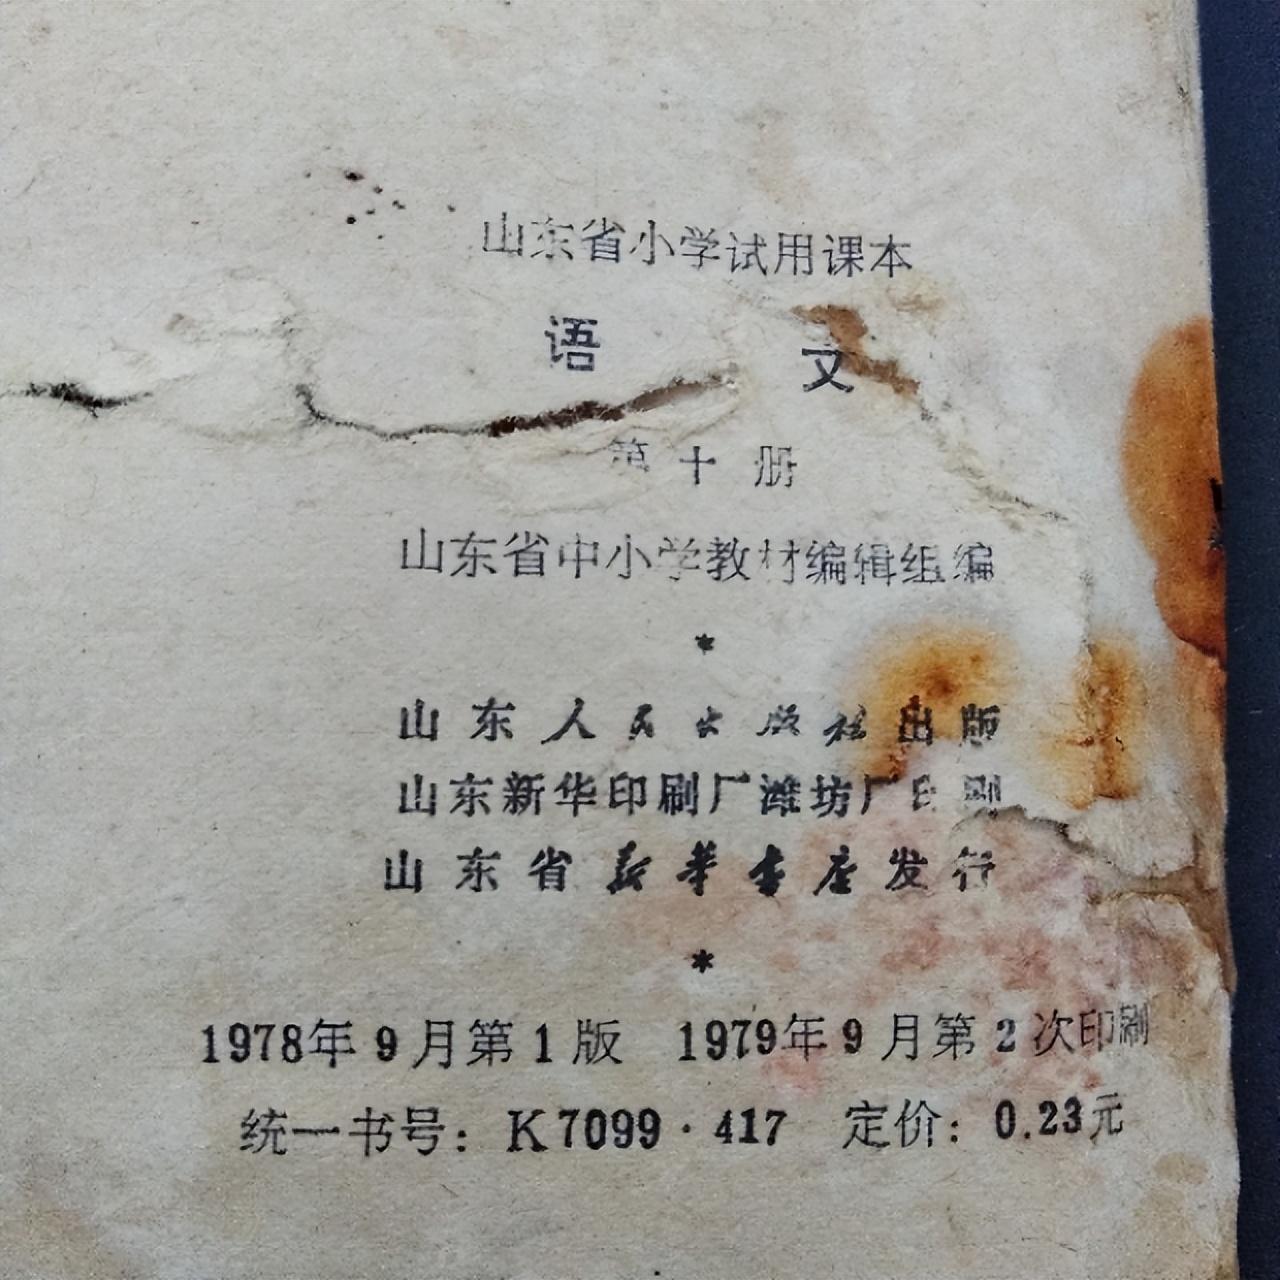 山东省小学试用课本
语 文
第十册
山东省中小学教材编辑组编
*
山东人民出版社出版
山东新华印刷厂潍坊厂印刷
山东省新华书店发行
*
1978年9月第1版 1979年9月第2次印刷
统一书号：K7099·417 定价：0.23元